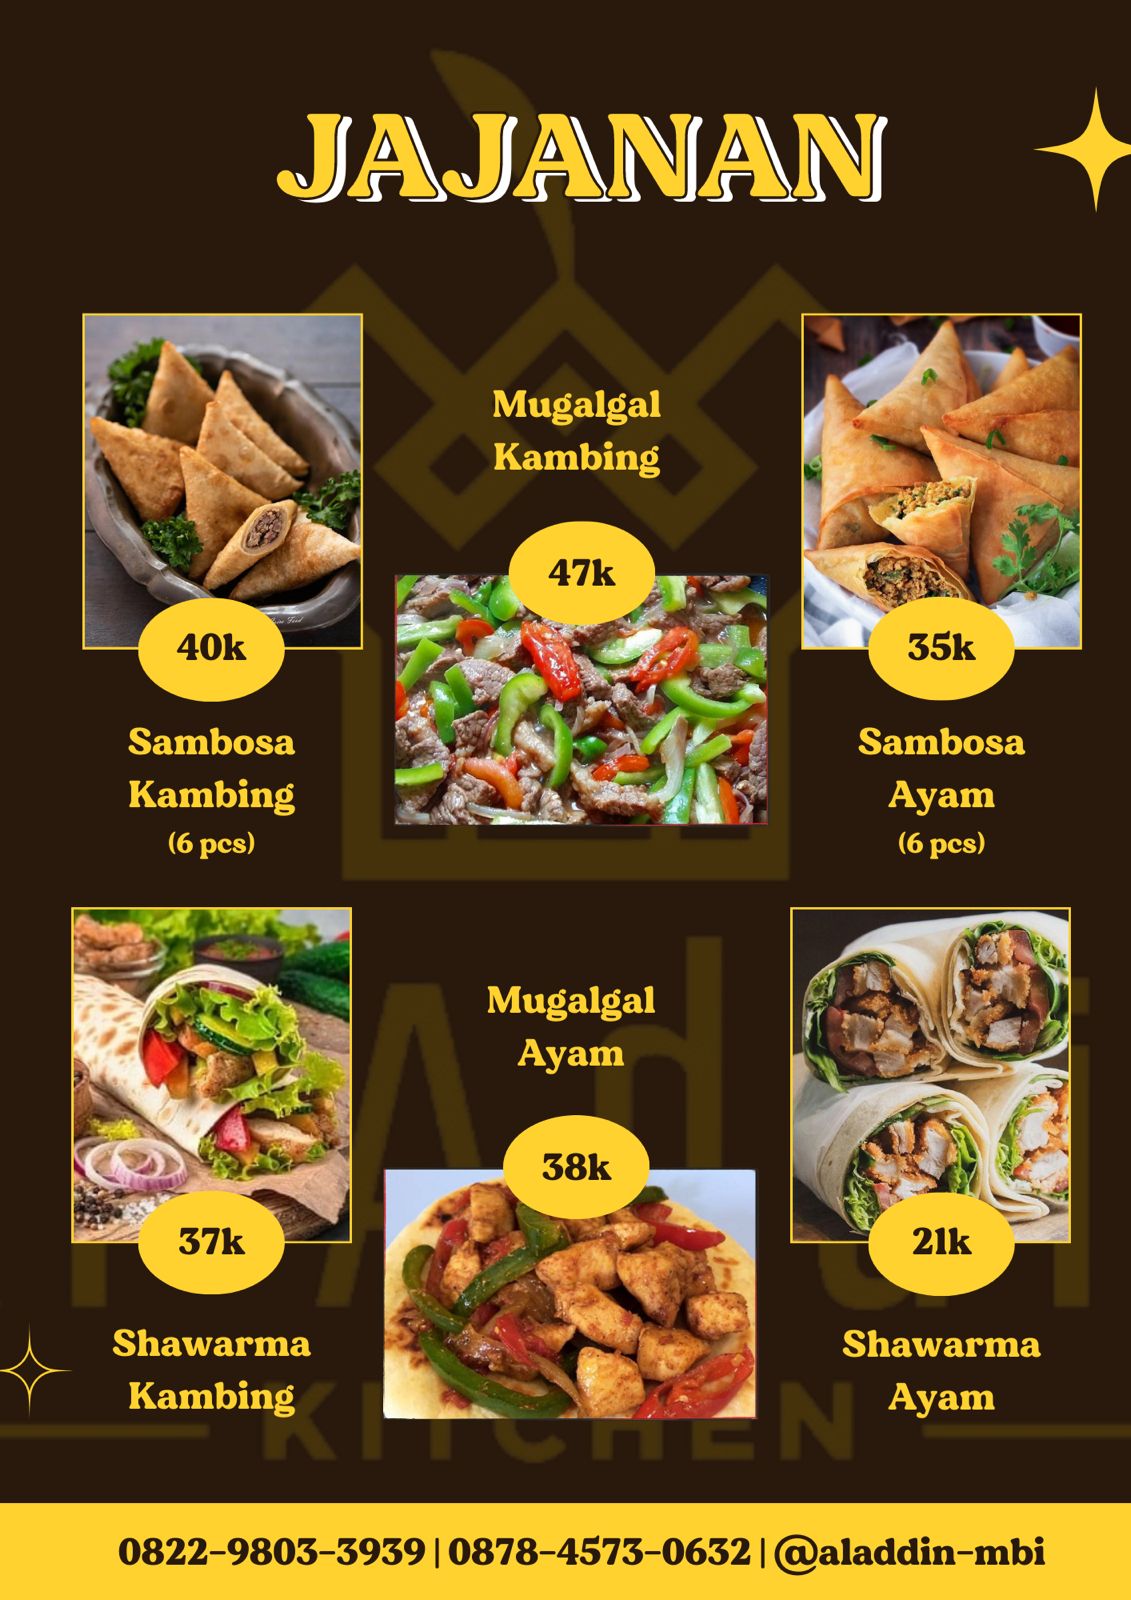 JAJANAN
Mugalgal
Kambing
47k
40k
35k
Sambosa
Kambing
(6 pcs)
Sambosa
Ayam
(6 pcs)
Mugalgal
Ayam
38k
37k
21k
Shawarma
Kambing
Shawarma
Ayam
KITCHEN
0822-9803-3939 | 0878-4573-0632 | @aladdin-mbi